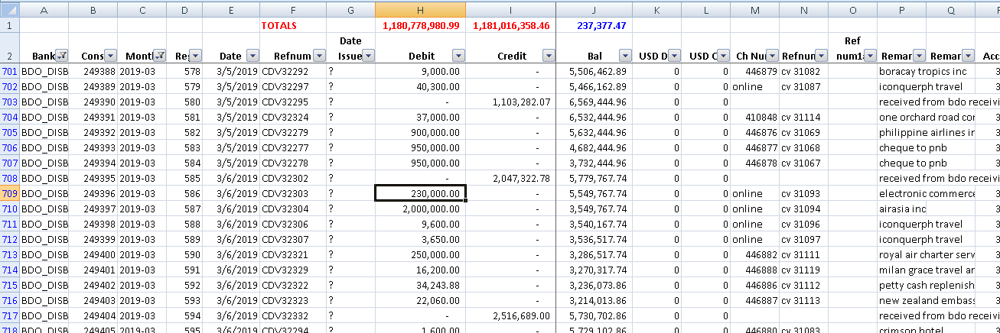 A B C D E F G H I J K L M N O P Q
1 TOTALS 1,180,778,980.99 1,181,016,358.46 237,377.47
Date Ref
Issue
2 Bank Cons Mont Re Date Refnum Debit Credit Bal USD D USD C Ch Nu Refnun num1 Remar Remar Acc
701 BDO_DISB 249388 2019-03 578 3/5/2019 CDV32292 ? 9,000.00 - 5,506,462.89 0 0 446879 cv 31082 boracay tropics inc
702 BDO_DISB 249389 2019-03 579 3/5/2019 CDV32297 ? 40,300.00 - 5,466,162.89 0 0 online cv 31087 iconquerph travel
703 BDO_DISB 249390 2019-03 580 3/5/2019 CDV32295 ? - 1,103,282.07 6,569,444.96 0 0 received from bdo receivi
704 BDO_DISB 249391 2019-03 581 3/5/2019 CDV32324 ? 37,000.00 - 6,532,444.96 0 0 410848 cv 31114 one orchard road cor
705 BDO_DISB 249392 2019-03 582 3/5/2019 CDV32279 ? 900,000.00 - 5,632,444.96 0 0 446876 cv 31069 philippine airlines ir
706 BDO_DISB 249393 2019-03 583 3/5/2019 CDV32277 ? 950,000.00 - 4,682,444.96 0 0 446877 cv 31068 cheque to pnb
707 BDO_DISB 249394 2019-03 584 3/5/2019 CDV32278 ? 950,000.00 - 3,732,444.96 0 0 446878 cv 31067 cheque to pnb
708 BDO_DISB 249395 2019-03 585 3/6/2019 CDV32302 ? - 2,047,322.78 5,779,767.74 0 0 received from bdo receivi
709 BDO_DISB 249396 2019-03 586 3/6/2019 CDV32303 ? 230,000.00 - 5,549,767.74 0 0 online cv 31093 electronic commerce
710 BDO_DISB 249397 2019-03 587 3/6/2019 CDV32304 ? 2,000,000.00 - 3,549,767.74 0 0 online cv 31094 airasia inc
711 BDO_DISB 249398 2019-03 588 3/6/2019 CDV32306 ? 9,600.00 - 3,540,167.74 0 0 online cv 31096 iconquerph travel
712 BDO_DISB 249399 2019-03 589 3/6/2019 CDV32307 ? 3,650.00 - 3,536,517.74 0 0 online cv 31097 iconquerph travel
713 BDO_DISB 249400 2019-03 590 3/6/2019 CDV32321 ? 250,000.00 - 3,286,517.74 0 0 446882 cv 31111 royal air charter serv
714 BDO_DISB 249401 2019-03 591 3/6/2019 CDV32329 ? 16,200.00 - 3,270,317.74 0 0 446888 cv 31119 milan grace travel ar
715 BDO_DISB 249402 2019-03 592 3/6/2019 CDV32322 ? 34,243.88 - 3,236,073.86 0 0 446886 cv 31112 petty cash replenish
716 BDO_DISB 249403 2019-03 593 3/6/2019 CDV32323 ? 22,060.00 - 3,214,013.86 0 0 446887 cv 31113 new zealand embass
717 BDO_DISB 249404 2019-03 594 3/6/2019 CDV32332 ? - 2,516,689.00 5,730,702.86 0 0 received from bdo receivi
718 BDO_DISB 249405 2019-03 595 3/6/2019 CDV32294 ? 1,600.00 - 5,729,102.86 0 0 446880 cv 31083 crimson hotel